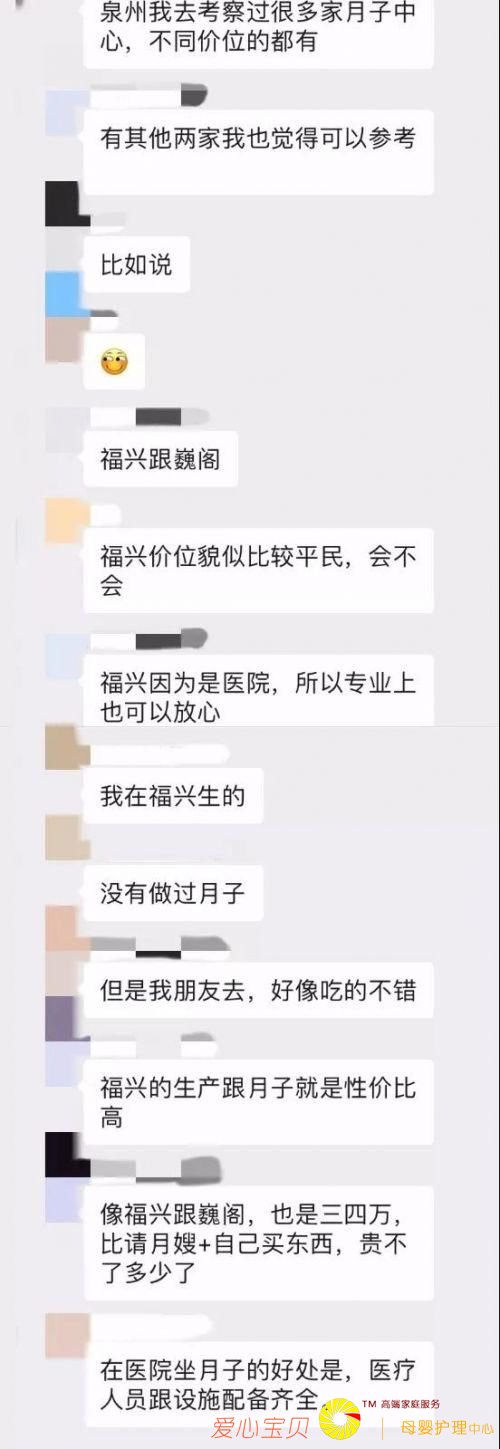 泉州我去考察过很多家月子中
心，不同价位的都有
有其他两家我也觉得可以参考
比如说
福兴跟巍阁
福兴价位貌似比较平民，会不
会
福兴因为是医院，所以专业上
也可以放心
我在福兴生的
没有做过月子
但是我朋友去，好像吃的不错
福兴的生产跟月子就是性价比
高
像福兴跟巍阁，也是三四万，
比请月嫂+自己买东西，贵不
了多少了
在医院坐月子的好处是，医疗
人员跟设施配备齐全，
爱心宝贝
TM 高端家庭服务
母婴护理中心